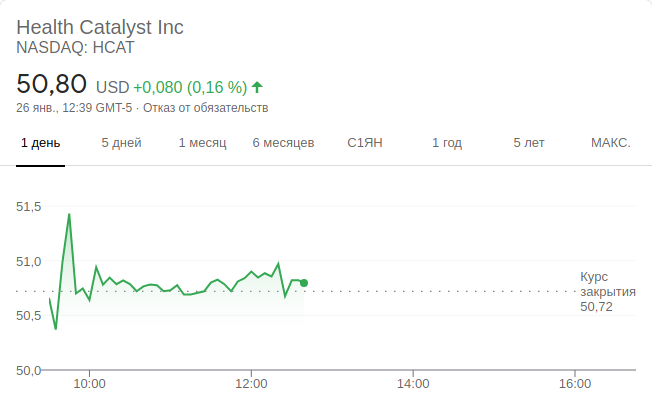 Health Catalyst Inc
NASDAQ: HCAT
50,80 USD +0,080 (0,16 %)
26 янв., 12:39 GMT-5 · Отказ от обязательств
1 день 5 дней 1 месяц 6 месяцев С1ЯН 1 год 5 лет МАКС.
51,5
51,0
Курс
закрытия
50,72
50,5
50,0
10:00 12:00 14:00 16:00